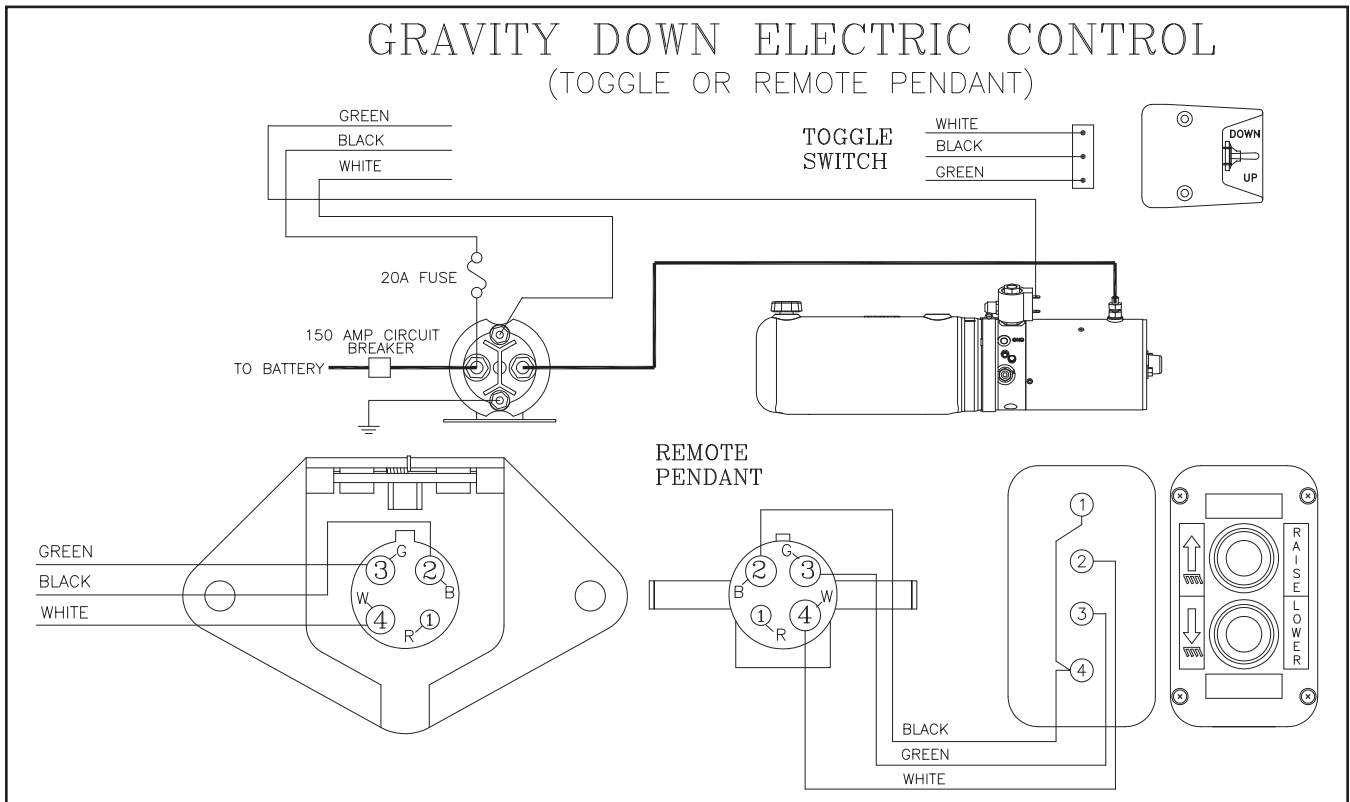 GRAVITY DOWN ELECTRIC CONTROL
(TOGGLE OR REMOTE PENDANT)
GREEN
BLACK
WHITE
TOGGLE
SWITCH
WHITE
BLACK
GREEN
DOWN
UP
20A FUSE
150 AMP CIRCUIT
BREAKER
TO BATTERY
GND
REMOTE
PENDANT
GREEN
BLACK
WHITE
G
3
2
W
B
4
1
R
G
2
3
B
W
1
4
R
1
2
3
4
RAISE
LOWER
BLACK
GREEN
WHITE